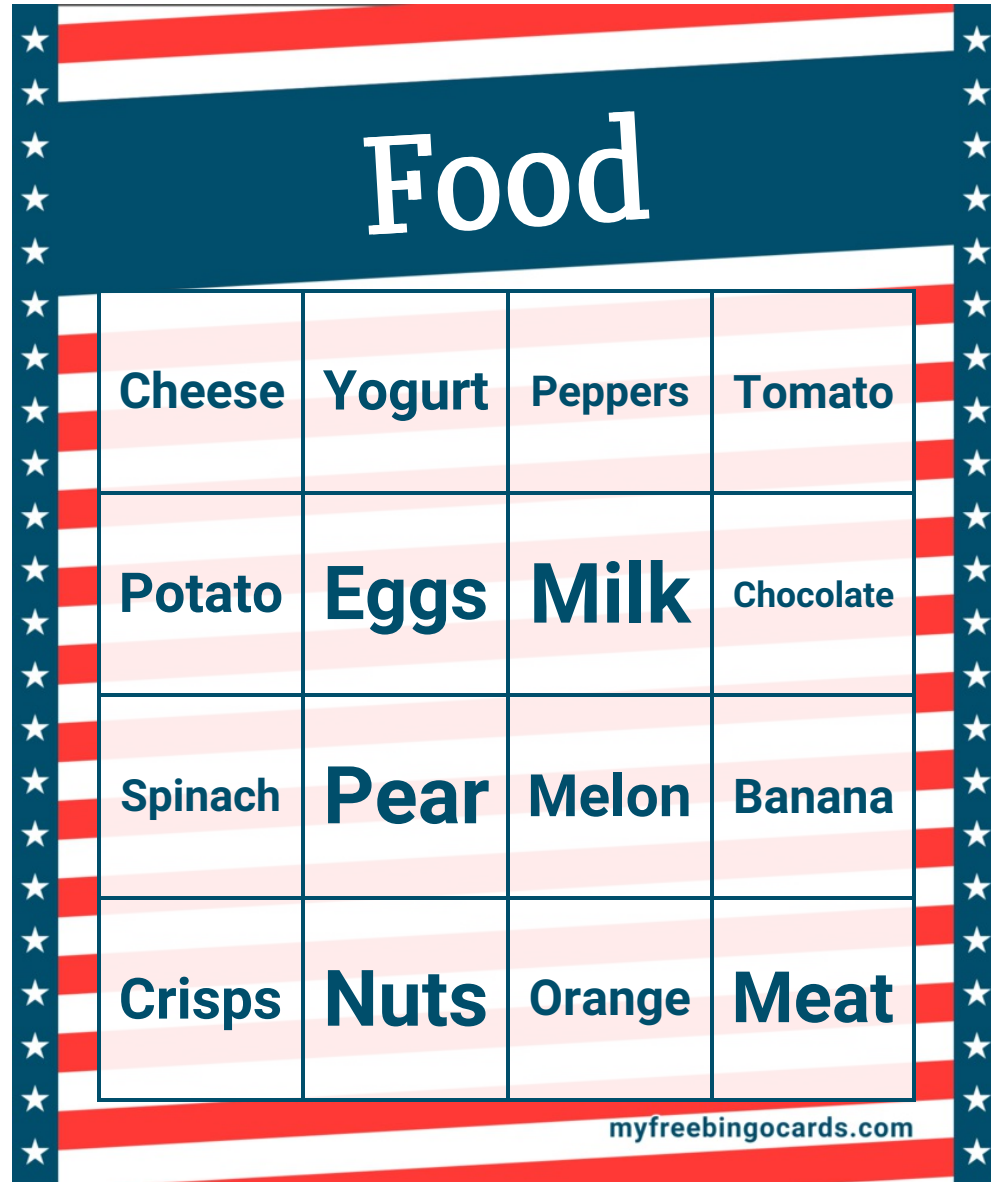 Food
Cheese Yogurt Peppers Tomato
Potato Eggs Milk Chocolate
Spinach Pear Melon Banana
Crisps Nuts Orange Meat
myfreebingocards.com